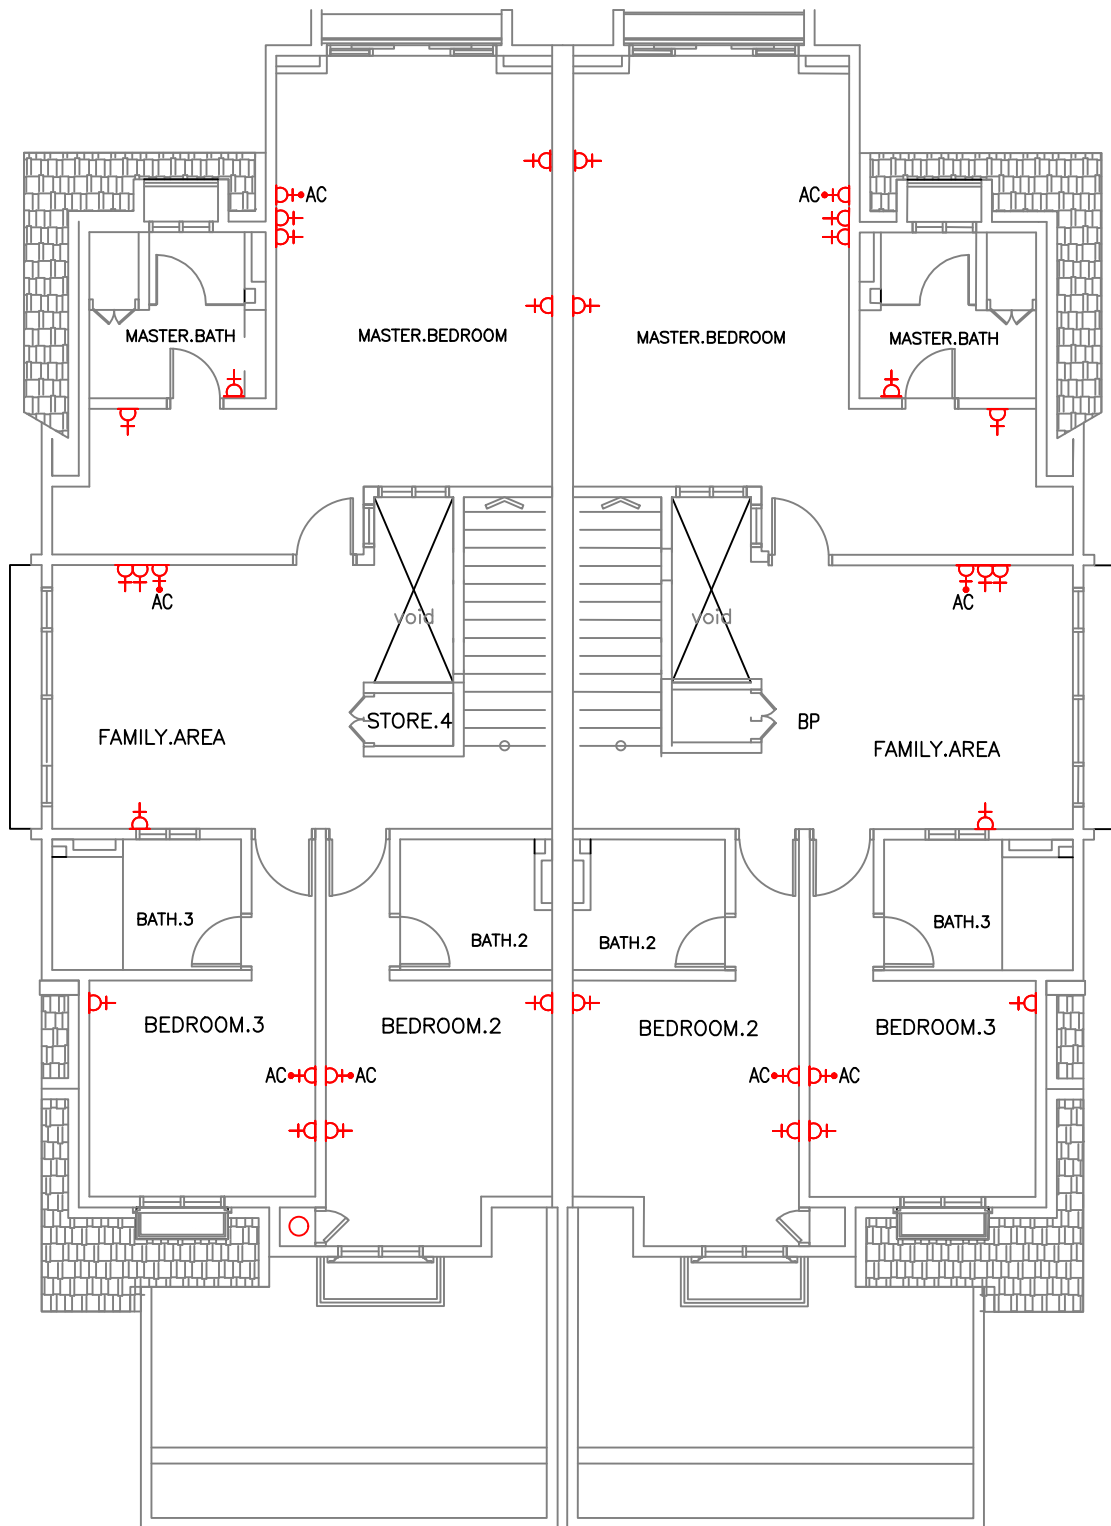 AC
AC
MASTER.BATH
MASTER.BEDROOM
MASTER.BEDROOM
MASTER.BATH
AC
AC
void
void
STORE.4
BP
FAMILY.AREA
FAMILY.AREA
BATH.3
BATH.2
BATH.2
BATH.3
BEDROOM.3
BEDROOM.2
BEDROOM.2
BEDROOM.3
AC
AC
AC
AC